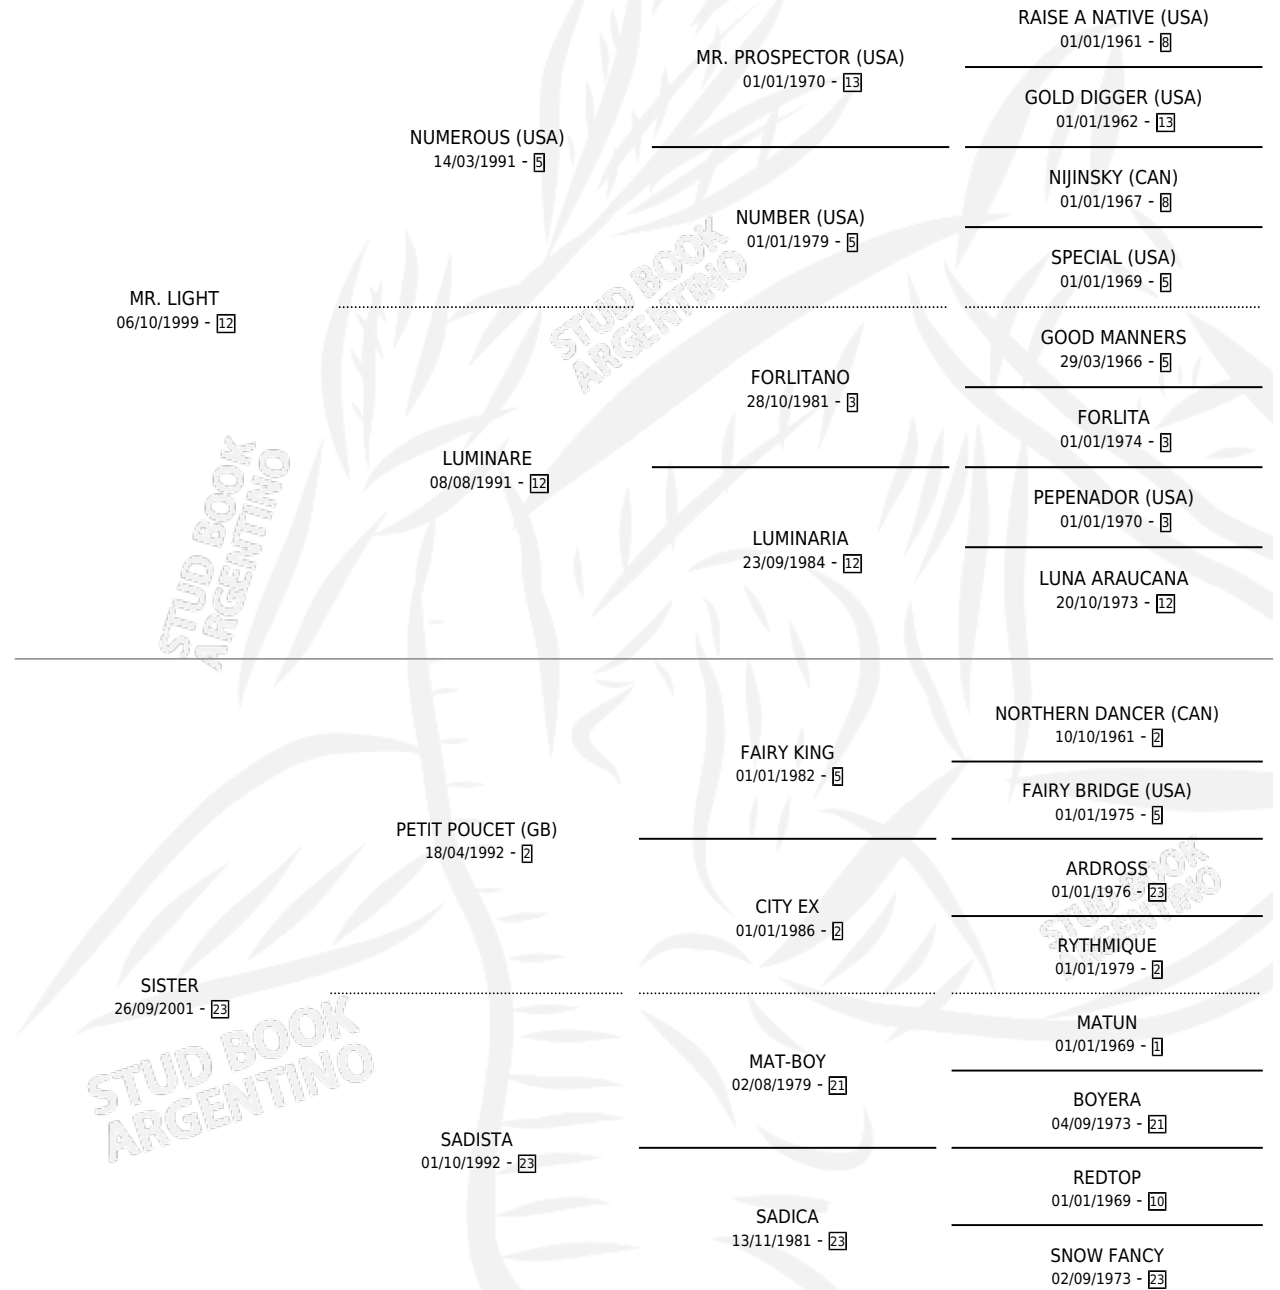 RAISE A NATIVE (USA)
01/01/1961 - 8
MR. PROSPECTOR (USA)
01/01/1970 - 13
GOLD DIGGER (USA)
01/01/1962 - 13
NUMEROUS (USA)
14/03/1991 - 5
NIJINSKY (CAN)
01/01/1967 - 8
NUMBER (USA)
01/01/1979 - 5
SPECIAL (USA)
01/01/1969 - 5
MR. LIGHT
06/10/1999 - 12
STUD BOOK
ARGENTINO
GOOD MANNERS
29/03/1966 - 5
FORLITANO
28/10/1981 - 3
FORLITA
01/01/1974 - 3
LUMINARE
08/08/1991 - 12
PEPENADOR (USA)
01/01/1970 - 3
LUMINARIA
23/09/1984 - 12
LUNA ARAUCANA
20/10/1973 - 12
STUD BOOK
ARGENTINO
NORTHERN DANCER (CAN)
10/10/1961 - 2
FAIRY KING
01/01/1982 - 5
FAIRY BRIDGE (USA)
01/01/1975 - 5
PETIT POUCET (GB)
18/04/1992 - 2
ARDROSS
01/01/1976 - 23
CITY EX
01/01/1986 - 2
STUD BOOK
ARGENTINO
RYTHMIQUE
01/01/1979 - 2
SISTER
26/09/2001 - 23
STUD BOOK
ARGENTINO
MATUN
01/01/1969 - 1
MAT-BOY
02/08/1979 - 21
BOYERA
04/09/1973 - 21
SADISTA
01/10/1992 - 23
REDTOP
01/01/1969 - 10
SADICA
13/11/1981 - 23
SNOW FANCY
02/09/1973 - 23